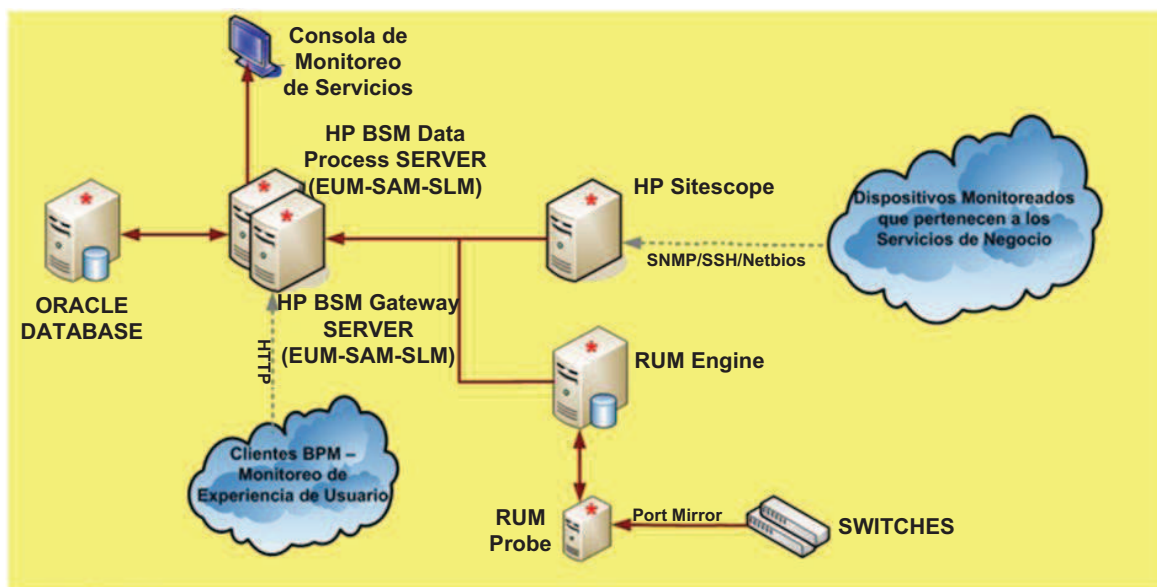 Consola de
Monitoreo
de Servicios
HP BSM Data
Process SERVER
(EUM-SAM-SLM)
HP Sitescope
Dispositivos Monitoreados
que pertenecen a los
Servicios de Negocio
SNMP/SSH/Netbios
ORACLE
DATABASE
HP BSM Gateway
SERVER
(EUM-SAM-SLM)
HTTP
RUM Engine
Clientes BPM –
Monitoreo de
Experiencia de Usuario
RUM
Probe
Port Mirror
SWITCHES